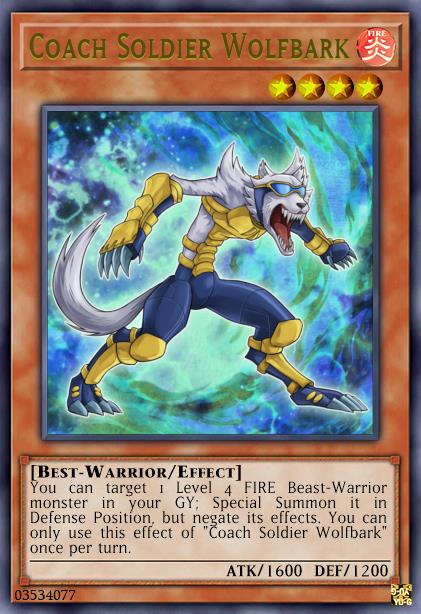 Coach Soldier Wolfbark
FIRE
炎
[Best-Warrior/Effect]
You can target 1 Level 4 FIRE Beast-Warrior
monster in your GY; Special Summon it in
Defense Position, but negate its effects. You can
only use this effect of "Coach Soldier Wolfbark"
once per turn.
ATK/1600 DEF/1200
03534077